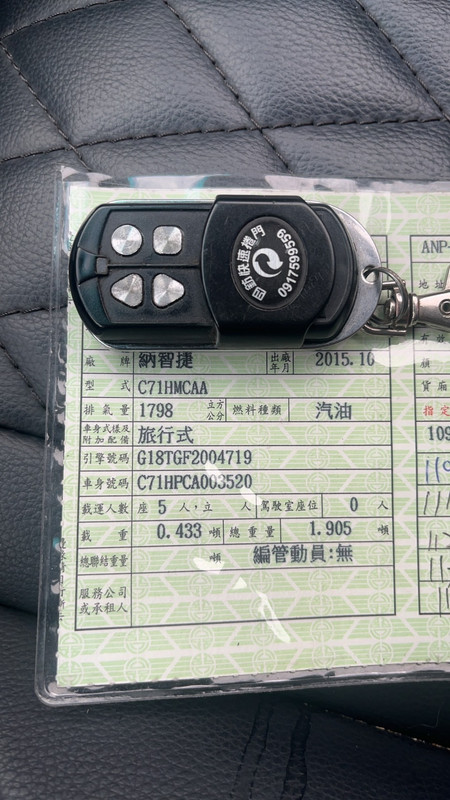 自動快速捲門
0917599559
ANP-
地址
廠牌 納智捷 出廠年月 2015.10
型式 C71HMCAA
排氣量 1798 立方公分 燃料種類 汽油
車身式樣及附加配備 旅行式
引擎號碼 G18TGF2004719
車身號碼 C71HPCA003520
載運人數 座 5 人.立 人 駕駛室座位 0 人
載重 0.433 噸 總重量 1.905 噸
總聯結重量 噸 編管動員:無
服務公司或承租人
顏
貨廂
指定
109